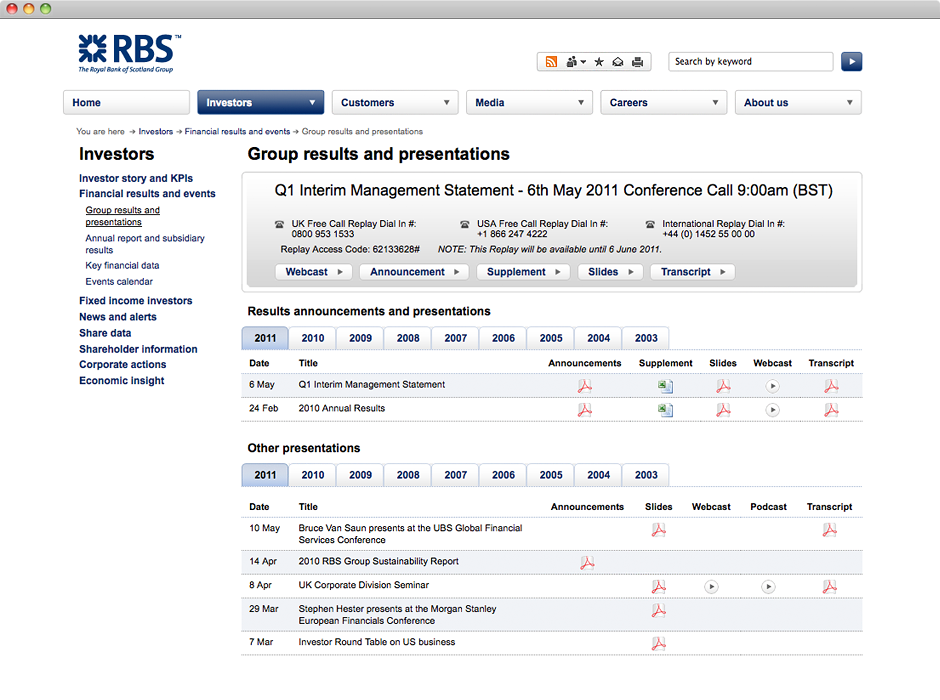 RBS™
The Royal Bank of Scotland Group
Search by keyword
Home
Investors
Customers
Media
Careers
About us
You are here → Investors → Financial results and events → Group results and presentations
Investors
Investor story and KPIs
Financial results and events
Group results and
presentations
Annual report and subsidiary
results
Key financial data
Events calendar
Fixed income investors
News and alerts
Share data
Shareholder information
Corporate actions
Economic insight
Group results and presentations
Q1 Interim Management Statement - 6th May 2011 Conference Call 9:00am (BST)
UK Free Call Replay Dial In #:
0800 953 1533
USA Free Call Replay Dial In #:
+1 866 247 4222
International Replay Dial In #:
+44 (0) 1452 55 00 00
Replay Access Code: 62133628# NOTE: This Replay will be available until 6 June 2011.
Webcast Announcement Supplement Slides Transcript
Results announcements and presentations
2011 2010 2009 2008 2007 2006 2005 2004 2003
Date Title Announcements Supplement Slides Webcast Transcript
6 May Q1 Interim Management Statement
24 Feb 2010 Annual Results
Other presentations
2011 2010 2009 2008 2007 2006 2005 2004 2003
Date Title Announcements Slides Webcast Podcast Transcript
10 May Bruce Van Saun presents at the UBS Global Financial
Services Conference
14 Apr 2010 RBS Group Sustainability Report
8 Apr UK Corporate Division Seminar
29 Mar Stephen Hester presents at the Morgan Stanley
European Financials Conference
7 Mar Investor Round Table on US business